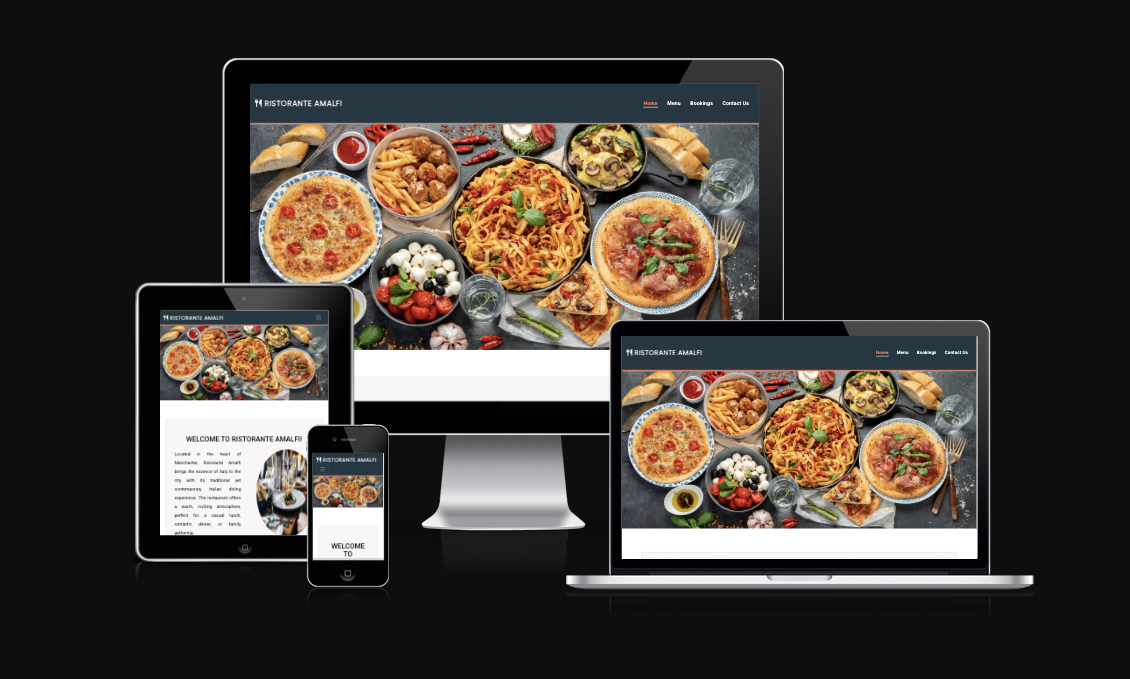 RISTORANTE AMALFI
Home Menu Bookings Contact Us
RISTORANTE AMALFI
WELCOME TO RISTORANTE AMALFI!
Located in the heart of
Manchester, Ristorante Amalfi
brings the essence of Italy to the
city with its traditional yet
contemporary Italian dining
experience. The restaurant offers
a warm, inviting atmosphere,
perfect for a casual lunch,
romantic dinner, or family
gathering.
RISTORANTE AMALFI
WELCOME
TO
RISTORANTE AMALFI
Home Menu Bookings Contact Us